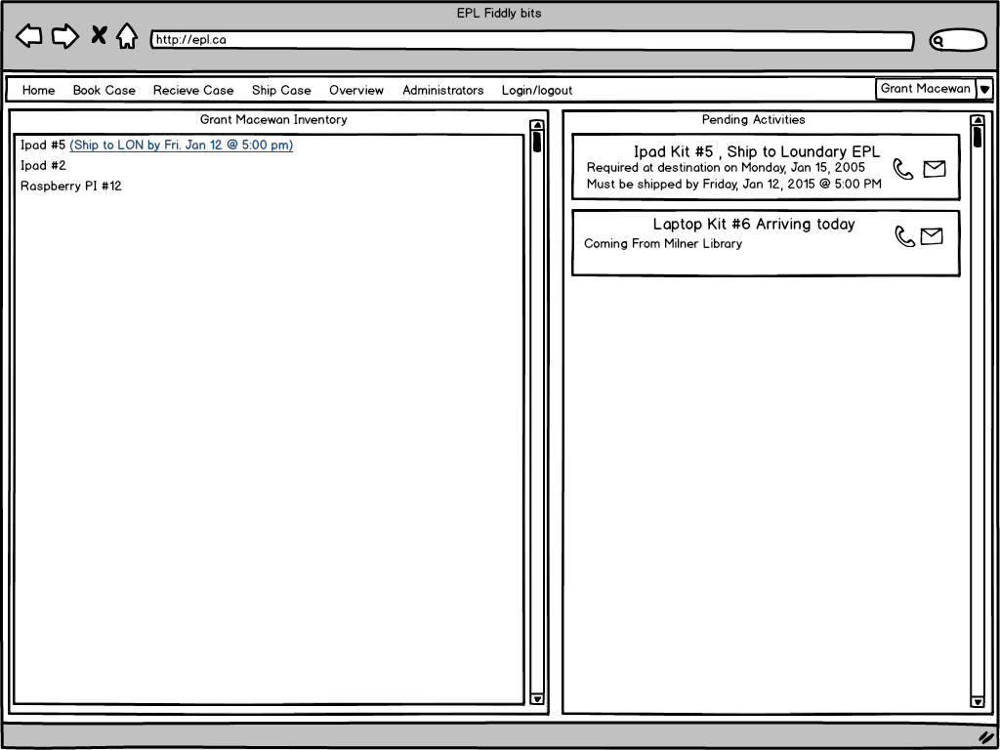 EPL Fiddly bits
http://epl.ca
Home Book Case Recieve Case Ship Case Overview Administrators Login/logout Grant Macewan
Grant Macewan Inventory
Ipad #5 (Ship to LON by Fri. Jan 12 @ 5:00 pm)
Ipad #2
Raspberry PI #12
Pending Activities
Ipad Kit #5 , Ship to Loundary EPL
Required at destination on Monday, Jan 15, 2005
Must be shipped by Friday, Jan 12, 2015 @ 5:00 PM
Laptop Kit #6 Arriving today
Coming From Milner Library